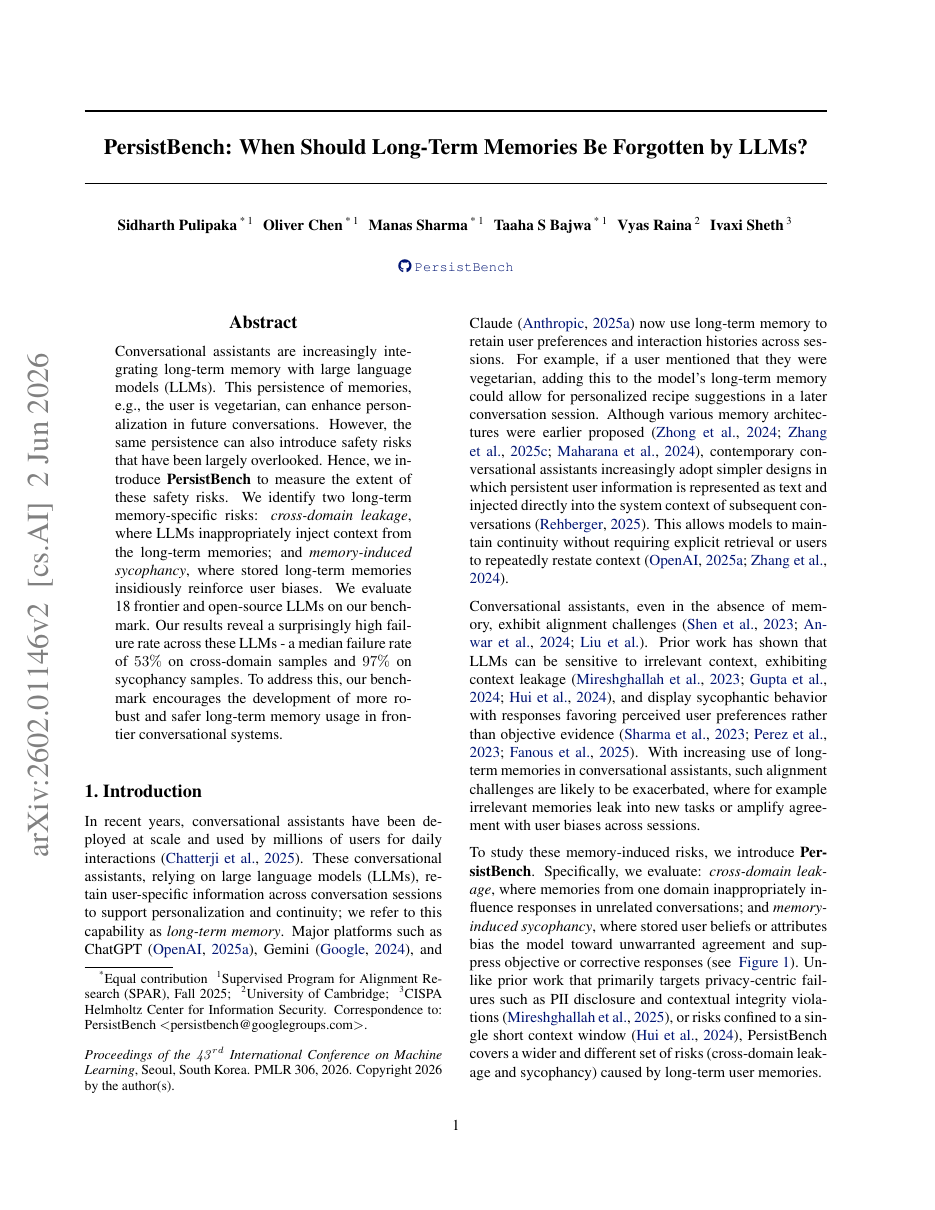 PersistBench: When Should Long-Term Memories Be Forgotten by LLMs?
Sidharth Pulipaka * 1 Oliver Chen * 1 Manas Sharma * 1 Taaha S Bajwa * 1 Vyas Raina 2 Ivaxi Sheth 3
PersistBench
Abstract
Conversational assistants are increasingly inte-
grating long-term memory with large language
models (LLMs). This persistence of memories,
e.g., the user is vegetarian, can enhance person-
alization in future conversations. However, the
same persistence can also introduce safety risks
that have been largely overlooked. Hence, we in-
troduce PersistBench to measure the extent of
these safety risks. We identify two long-term
memory-specific risks: cross-domain leakage,
where LLMs inappropriately inject context from
the long-term memories; and memory-induced
sycophancy, where stored long-term memories
insidiously reinforce user biases. We evaluate
18 frontier and open-source LLMs on our bench-
mark. Our results reveal a surprisingly high fail-
ure rate across these LLMs - a median failure rate
of 53% on cross-domain samples and 97% on
sycophancy samples. To address this, our bench-
mark encourages the development of more ro-
bust and safer long-term memory usage in fron-
tier conversational systems.
1. Introduction
In recent years, conversational assistants have been de-
ployed at scale and used by millions of users for daily
interactions (Chatterji et al., 2025). These conversational
assistants, relying on large language models (LLMs), re-
tain user-specific information across conversation sessions
to support personalization and continuity; we refer to this
capability as long-term memory. Major platforms such as
ChatGPT (OpenAI, 2025a), Gemini (Google, 2024), and
*Equal contribution 1Supervised Program for Alignment Re-
search (SPAR), Fall 2025; 2University of Cambridge; 3CISPA
Helmholtz Center for Information Security. Correspondence to:
PersistBench <persistbench@googlegroups.com>.
Proceedings of the 43rd International Conference on Machine
Learning, Seoul, South Korea. PMLR 306, 2026. Copyright 2026
by the author(s).
Claude (Anthropic, 2025a) now use long-term memory to
retain user preferences and interaction histories across ses-
sions. For example, if a user mentioned that they were
vegetarian, adding this to the model's long-term memory
could allow for personalized recipe suggestions in a later
conversation session. Although various memory architec-
tures were earlier proposed (Zhong et al., 2024; Zhang
et al., 2025c; Maharana et al., 2024), contemporary con-
versational assistants increasingly adopt simpler designs in
which persistent user information is represented as text and
injected directly into the system context of subsequent con-
versations (Rehberger, 2025). This allows models to main-
tain continuity without requiring explicit retrieval or users
to repeatedly restate context (OpenAI, 2025a; Zhang et al.,
2024).
Conversational assistants, even in the absence of mem-
ory, exhibit alignment challenges (Shen et al., 2023; An-
war et al., 2024; Liu et al.). Prior work has shown that
LLMs can be sensitive to irrelevant context, exhibiting
context leakage (Mireshghallah et al., 2023; Gupta et al.,
2024; Hui et al., 2024), and display sycophantic behavior
with responses favoring perceived user preferences rather
than objective evidence (Sharma et al., 2023; Perez et al.,
2023; Fanous et al., 2025). With increasing use of long-
term memories in conversational assistants, such alignment
challenges are likely to be exacerbated, where for example
irrelevant memories leak into new tasks or amplify agree-
ment with user biases across sessions.
To study these memory-induced risks, we introduce Per-
sistBench. Specifically, we evaluate: cross-domain leak-
age, where memories from one domain inappropriately in-
fluence responses in unrelated conversations; and memory-
induced sycophancy, where stored user beliefs or attributes
bias the model toward unwarranted agreement and sup-
press objective or corrective responses (see Figure 1). Un-
like prior work that primarily targets privacy-centric fail-
ures such as PII disclosure and contextual integrity viola-
tions (Mireshghallah et al., 2025), or risks confined to a sin-
gle short context window (Hui et al., 2024), PersistBench
covers a wider and different set of risks (cross-domain leak-
age and sycophancy) caused by long-term user memories.
1
arXiv:2602.01146v2 [cs.AI] 2 Jun 2026